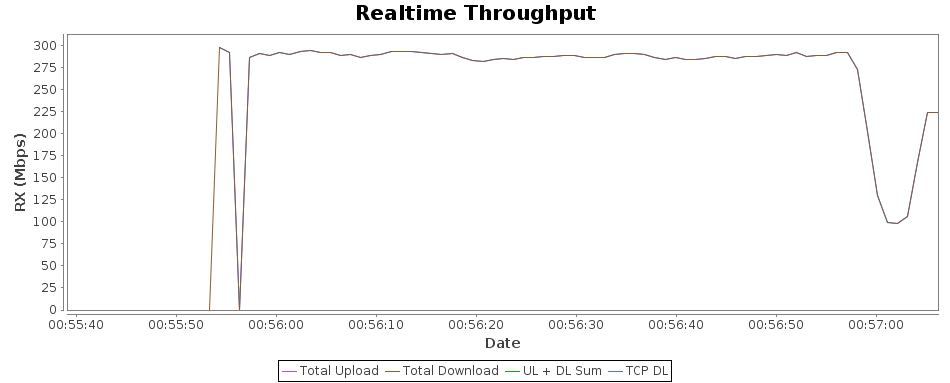 Realtime Throughput
RX (Mbps)
300
275
250
225
200
175
150
125
100
75
50
25
0
00:55:40 00:55:50 00:56:00 00:56:10 00:56:20 00:56:30 00:56:40 00:56:50 00:57:00
Date
Total Upload Total Download UL + DL Sum TCP DL